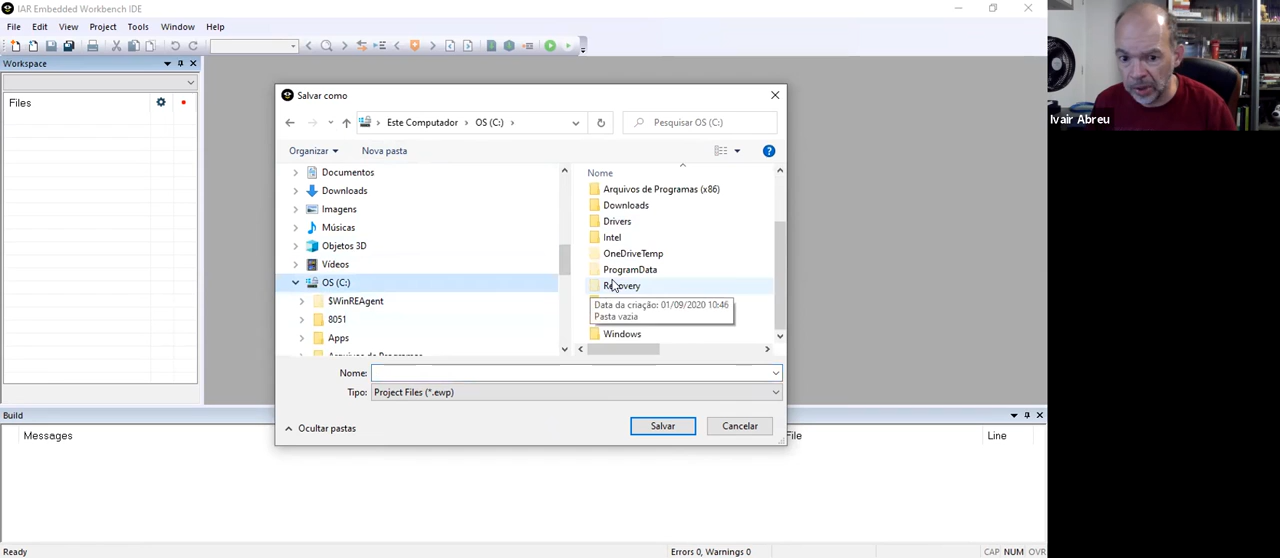 IAR Embedded Workbench IDE
File Edit View Project Tools Window Help
Workspace
Files
Salvar como
Este Computador > OS (C:) >
Pesquisar OS (C:)
Organizar
Nova pasta
Documentos
Downloads
Imagens
Músicas
Objetos 3D
Vídeos
OS (C:)
$WinREAgent
8051
Apps
Arquivos de Programas
Nome
Arquivos de Programas (x86)
Downloads
Drivers
Intel
OneDriveTemp
ProgramData
Recovery
Data da criação: 01/09/2020 10:46
Pasta vazia
Windows
Nome:
Tipo: Project Files (*.ewp)
Ocultar pastas
Salvar
Cancelar
Build
Messages
File
Line
Ready
Errors 0, Warnings 0
CAP NUM OVR
Ivair Abreu